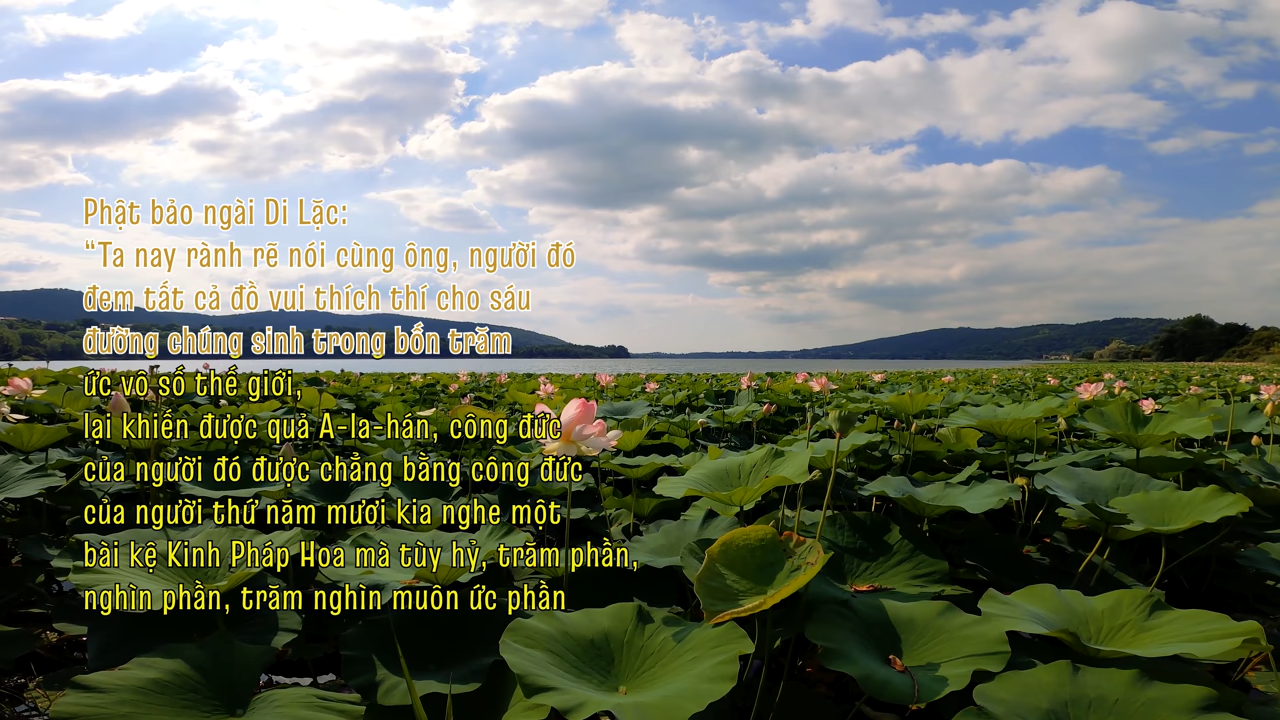 Phật bảo ngài Di Lặc:
“Ta nay rành rẽ nói cùng ông, người đó
đem tất cả đồ vui thích thí cho sáu
đường chúng sinh trong bốn trăm
ức vô số thế giới,
lại khiến được quả A-la-hán, công đức
của người đó được chẳng bằng công đức
của người thứ năm mươi kia nghe một
bài kệ Kinh Pháp Hoa mà tùy hỷ, trăm phần,
nghìn phần, trăm nghìn muôn ức phần